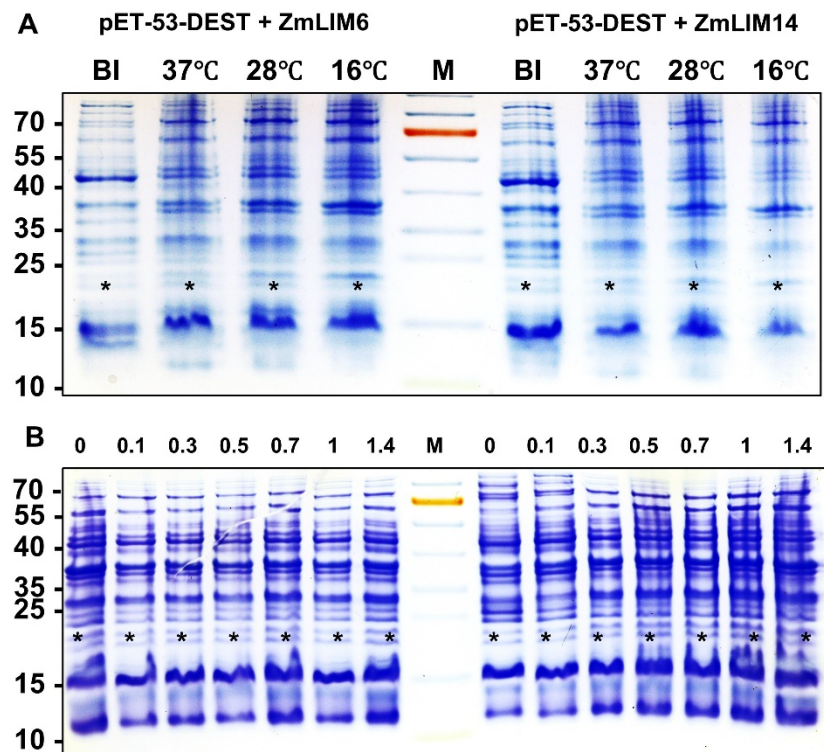 A
pET-53-DEST + ZmLIM6 pET-53-DEST + ZmLIM14
BI 37℃ 28℃ 16℃ M BI 37℃ 28℃ 16℃
70
55
40
35
25
* * * * * * * *
15
10
B
0 0.1 0.3 0.5 0.7 1 1.4 M 0 0.1 0.3 0.5 0.7 1 1.4
70
55
40
35
25
* * * * * * * * * * * * * *
15
10